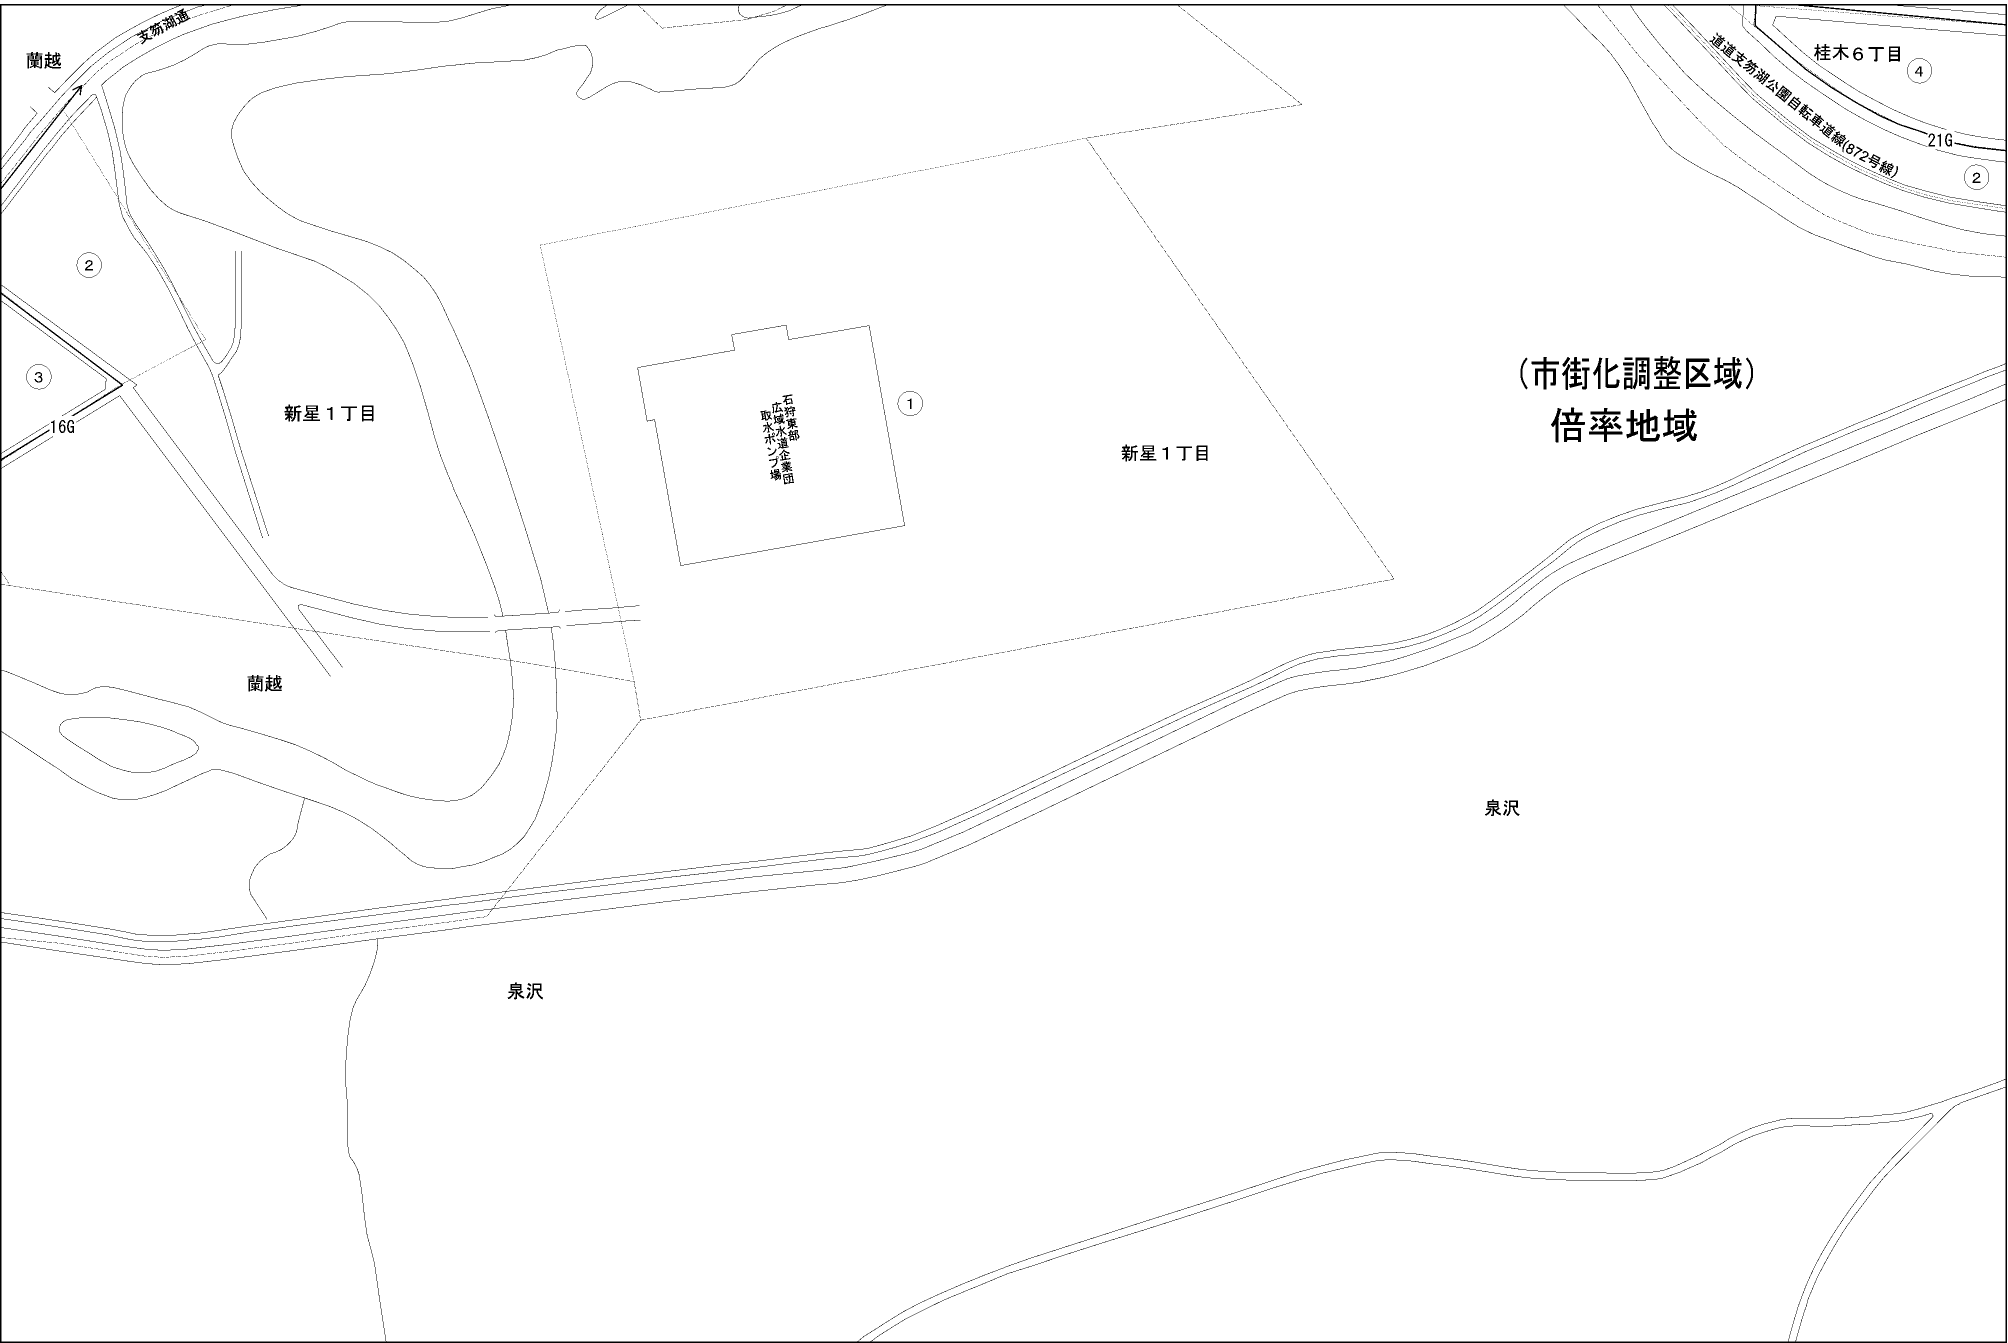 支笏湖通
蘭越
桂木６丁目
④
道道支笏湖公園自転車道線(872号線)
21G
②
②
③
16G
新星１丁目
石狩東部
広域水道企業団
取水ポンプ場
①
新星１丁目
（市街化調整区域）
倍率地域
蘭越
泉沢
泉沢